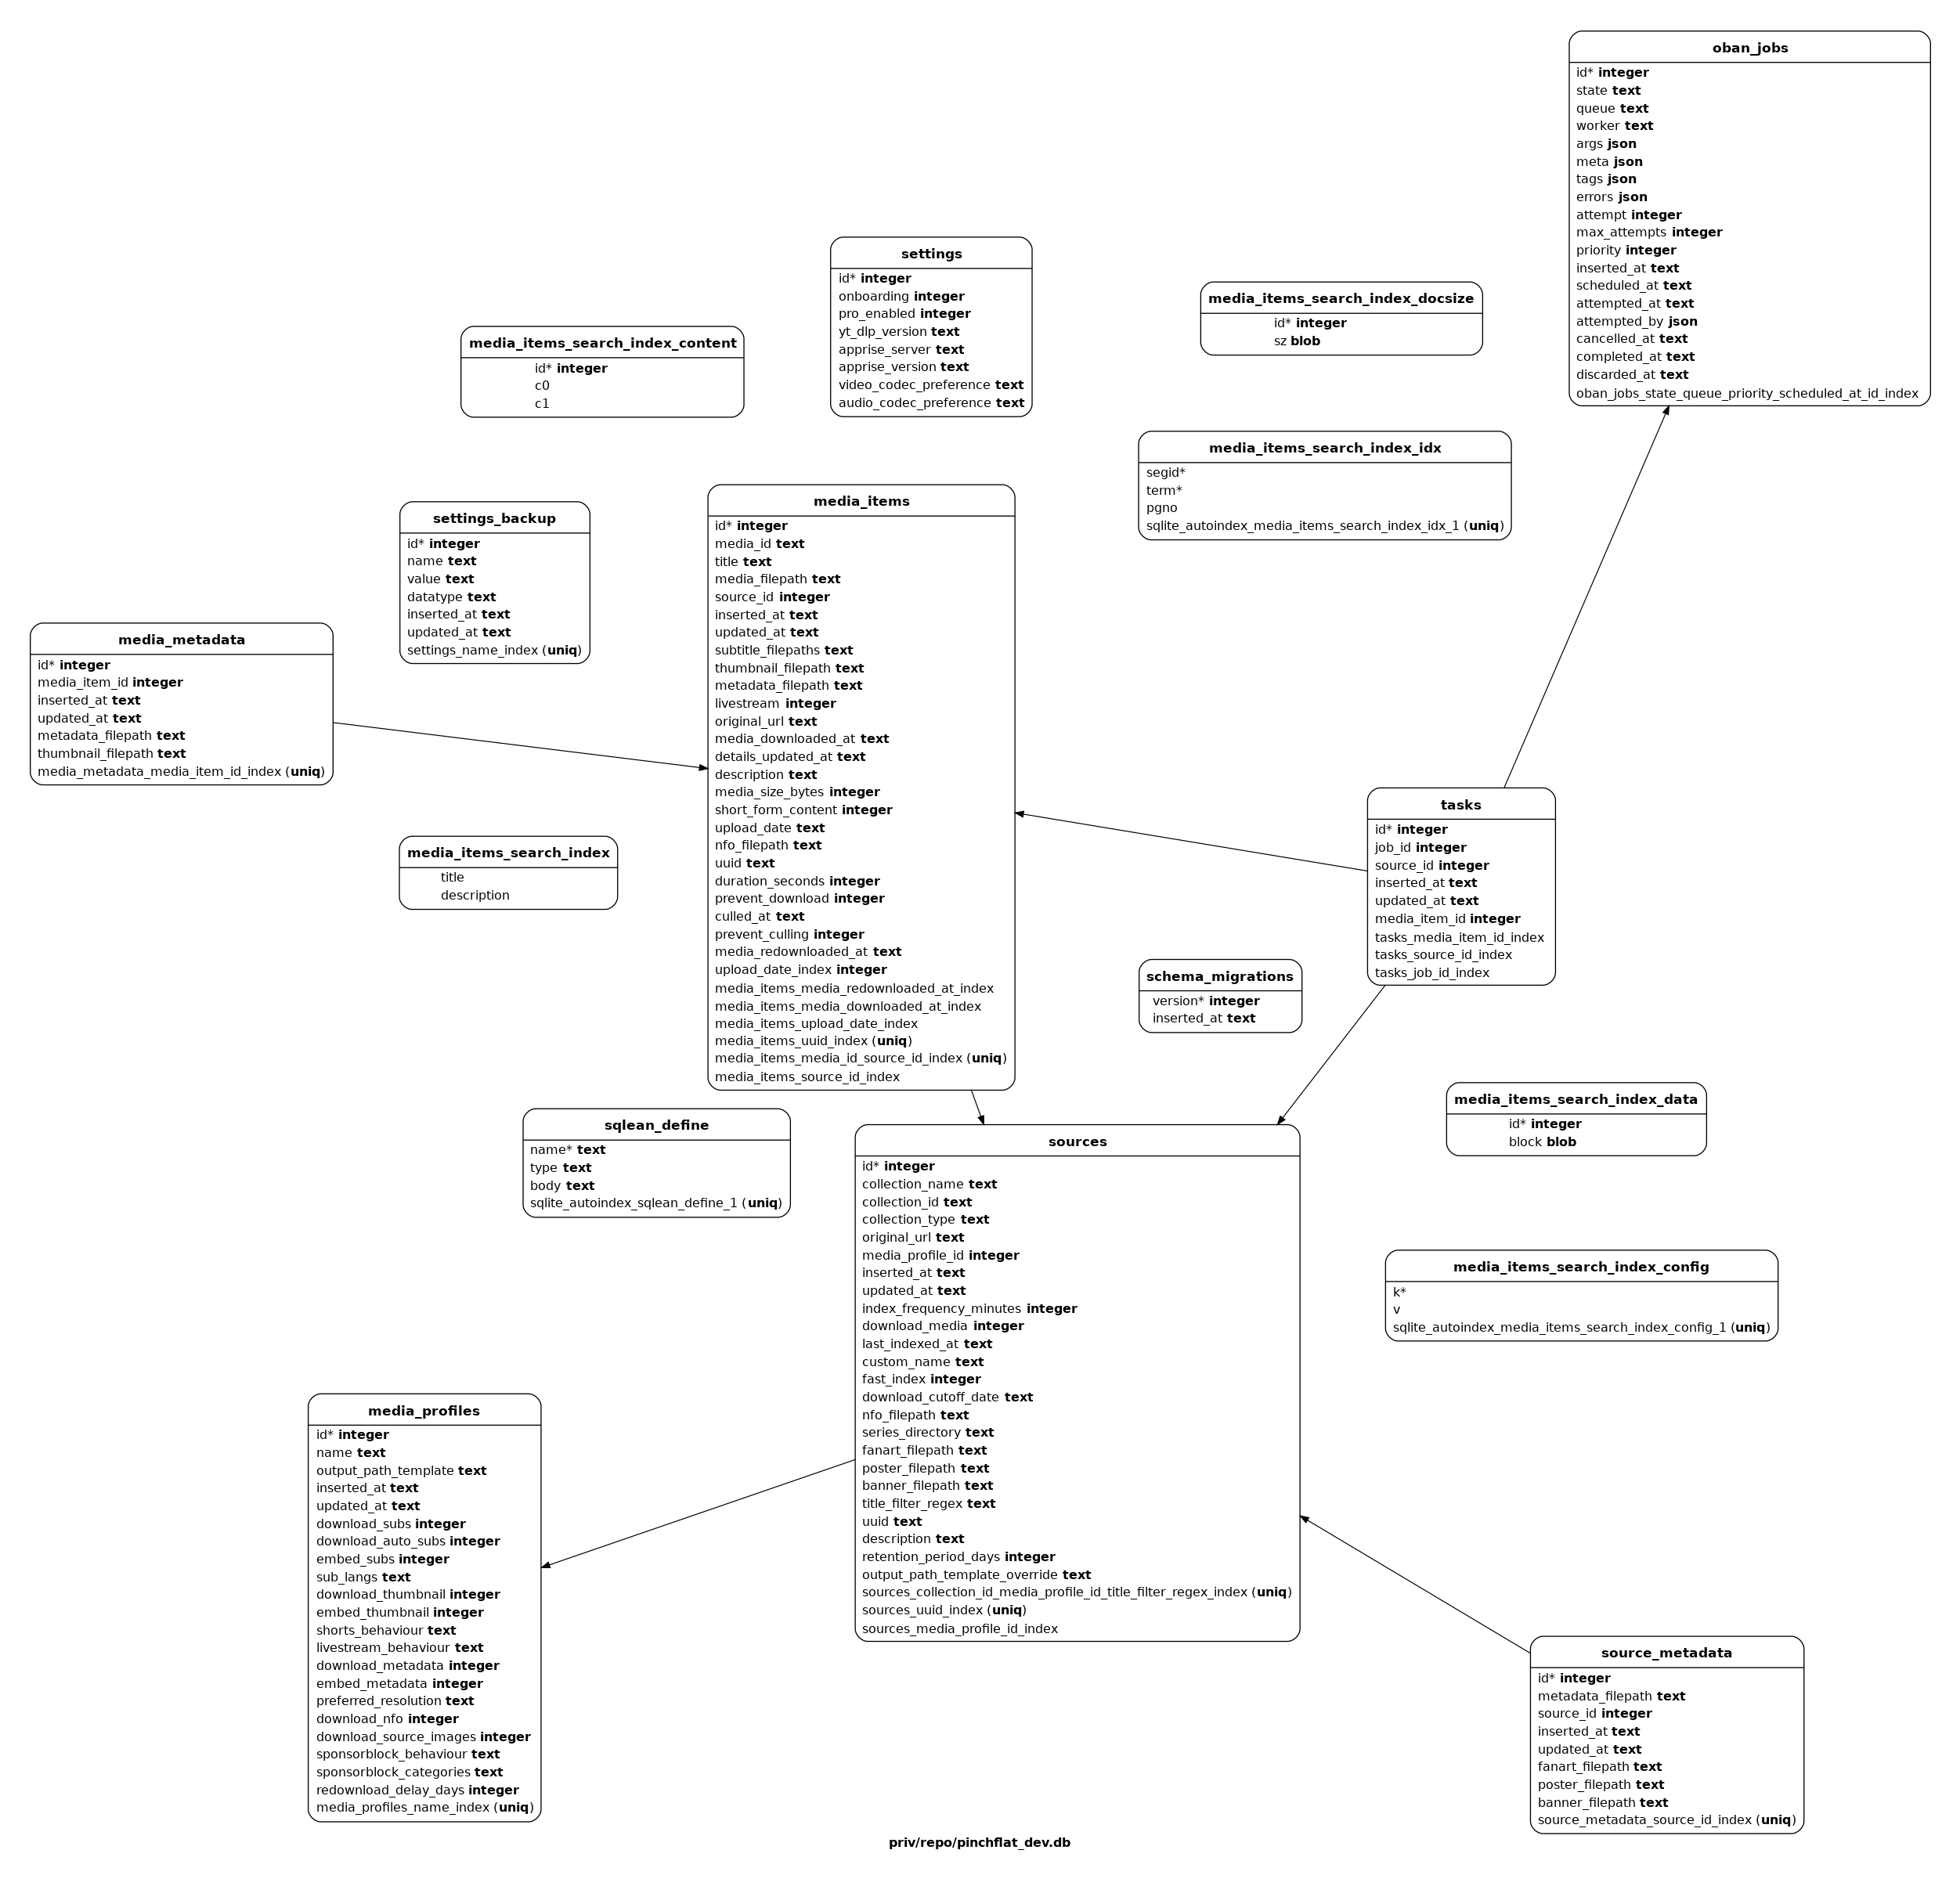 oban_jobs
id* integer
state text
queue text
worker text
args json
meta json
tags json
errors json
attempt integer
max_attempts integer
priority integer
inserted_at text
scheduled_at text
attempted_at text
attempted_by json
cancelled_at text
completed_at text
discarded_at text
oban_jobs_state_queue_priority_scheduled_at_id_index
settings
id* integer
onboarding integer
pro_enabled integer
yt_dlp_version text
apprise_server text
apprise_version text
video_codec_preference text
audio_codec_preference text
media_items_search_index_docsize
id* integer
sz blob
media_items_search_index_content
id* integer
c0
c1
media_items_search_index_idx
segid*
term*
pgno
sqlite_autoindex_media_items_search_index_idx_1 (uniq)
media_items
id* integer
media_id text
title text
media_filepath text
source_id integer
inserted_at text
updated_at text
subtitle_filepaths text
thumbnail_filepath text
metadata_filepath text
livestream integer
original_url text
media_downloaded_at text
details_updated_at text
description text
media_size_bytes integer
short_form_content integer
upload_date text
nfo_filepath text
uuid text
duration_seconds integer
prevent_download integer
culled_at text
prevent_culling integer
media_redownloaded_at text
upload_date_index integer
media_items_media_redownloaded_at_index
media_items_media_downloaded_at_index
media_items_upload_date_index
media_items_uuid_index (uniq)
media_items_media_id_source_id_index (uniq)
media_items_source_id_index
settings_backup
id* integer
name text
value text
datatype text
inserted_at text
updated_at text
settings_name_index (uniq)
media_metadata
id* integer
media_item_id integer
inserted_at text
updated_at text
metadata_filepath text
thumbnail_filepath text
media_metadata_media_item_id_index (uniq)
tasks
id* integer
job_id integer
source_id integer
inserted_at text
updated_at text
media_item_id integer
tasks_media_item_id_index
tasks_source_id_index
tasks_job_id_index
media_items_search_index
title
description
schema_migrations
version* integer
inserted_at text
media_items_search_index_data
id* integer
block blob
sqlean_define
name* text
type text
body text
sqlite_autoindex_sqlean_define_1 (uniq)
sources
id* integer
collection_name text
collection_id text
collection_type text
original_url text
media_profile_id integer
inserted_at text
updated_at text
index_frequency_minutes integer
download_media integer
last_indexed_at text
custom_name text
fast_index integer
download_cutoff_date text
nfo_filepath text
series_directory text
fanart_filepath text
poster_filepath text
banner_filepath text
title_filter_regex text
uuid text
description text
retention_period_days integer
output_path_template_override text
sources_collection_id_media_profile_id_title_filter_regex_index (uniq)
sources_uuid_index (uniq)
sources_media_profile_id_index
media_items_search_index_config
k*
v
sqlite_autoindex_media_items_search_index_config_1 (uniq)
media_profiles
id* integer
name text
output_path_template text
inserted_at text
updated_at text
download_subs integer
download_auto_subs integer
embed_subs integer
sub_langs text
download_thumbnail integer
embed_thumbnail integer
shorts_behaviour text
livestream_behaviour text
download_metadata integer
embed_metadata integer
preferred_resolution text
download_nfo integer
download_source_images integer
sponsorblock_behaviour text
sponsorblock_categories text
redownload_delay_days integer
media_profiles_name_index (uniq)
source_metadata
id* integer
metadata_filepath text
source_id integer
inserted_at text
updated_at text
fanart_filepath text
poster_filepath text
banner_filepath text
source_metadata_source_id_index (uniq)
priv/repo/pinchflat_dev.db